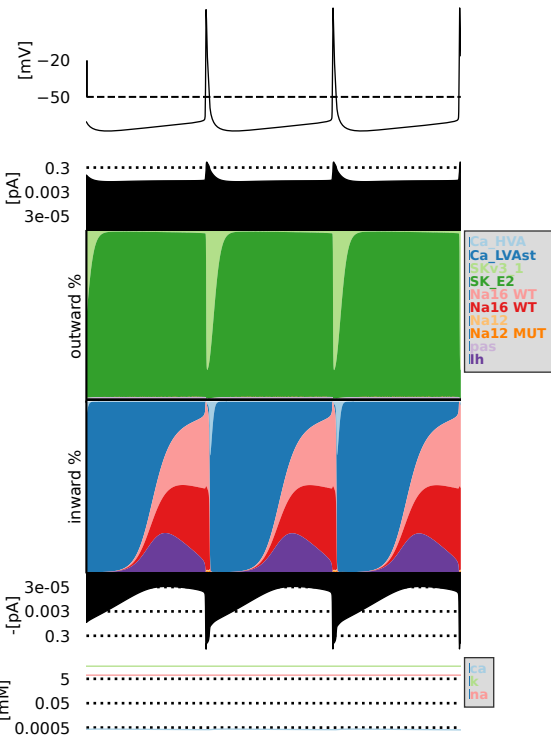 [mV]
−20
−50
[pA]
0.3
0.003
3e-05
outward %
Ca_HVA
Ca_LVAst
SKv3_1
SK_E2
Na16 WT
Na16 WT
Na12
Na12 MUT
pas
Ih
inward %
-[pA]
3e-05
0.003
0.3
[mM]
5
0.05
0.0005
ca
k
na